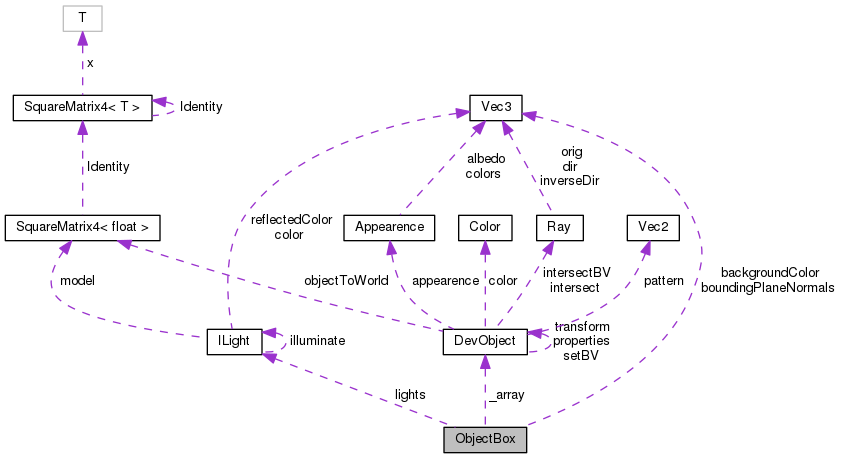 T
x
SquareMatrix4< T >
Identity
Vec3
Identity
albedo
colors
orig
dir
inverseDir
SquareMatrix4< float >
reflectedColor
color
Appearence
Color
Ray
Vec2
model
objectToWorld
appearence
color
intersectBV
intersect
pattern
backgroundColor
boundingPlaneNormals
ILight
illuminate
DevObject
transform
properties
setBV
lights
_array
ObjectBox